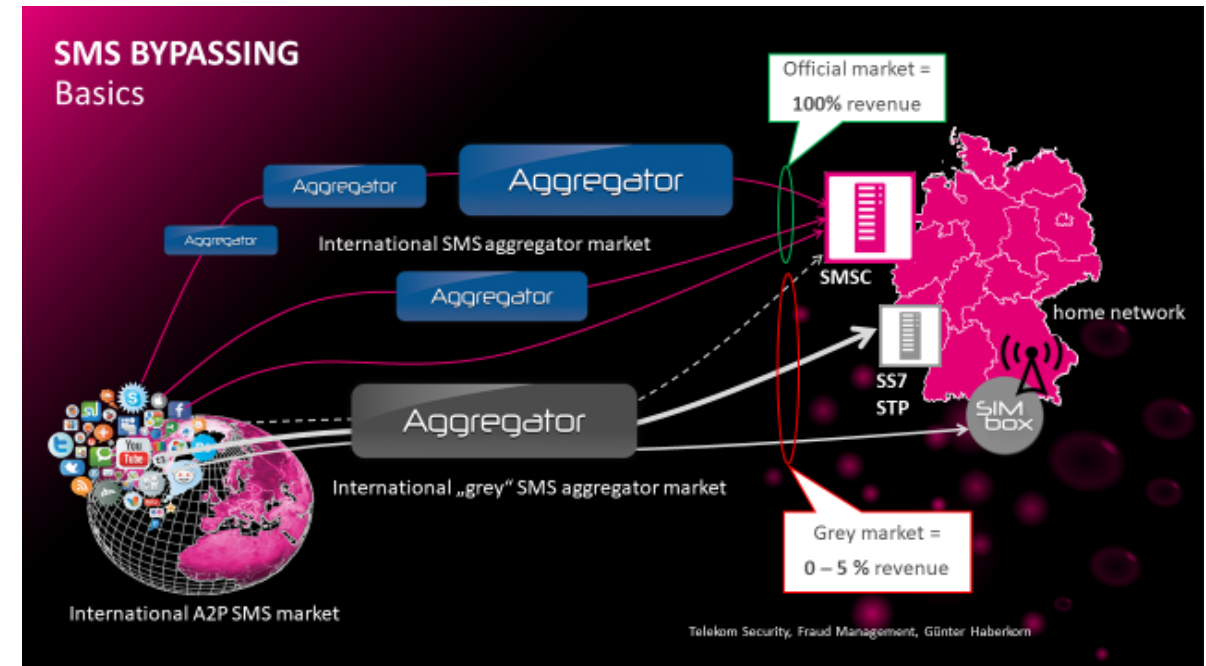 SMS BYPASSING
Basics
Official market =
100% revenue
Aggregator
Aggregator
Aggregator
International SMS aggregator market
Aggregator
SMSC
home network
SS7
STP
SIM
box
Aggregator
You
Tube
International „grey“ SMS aggregator market
Grey market =
0 – 5 % revenue
International A2P SMS market
Telekom Security, Fraud Management, Günter Haberkorn